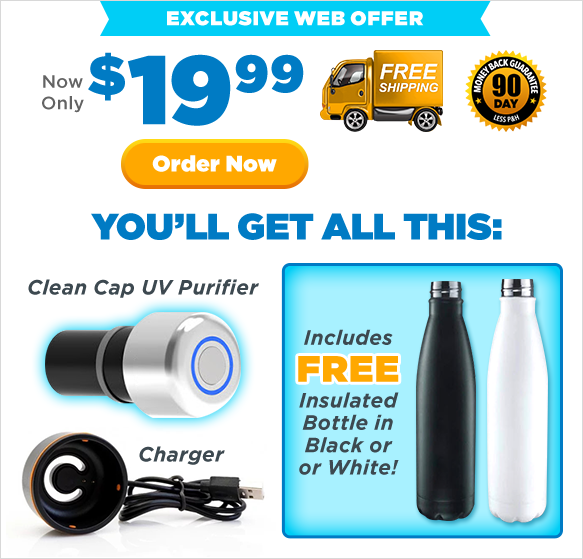 EXCLUSIVE WEB OFFER
Now
Only
$19.99
FREE
SHIPPING
MONEY BACK GUARANTEE
90
DAY
LESS P&H
Order Now
YOU'LL GET ALL THIS:
Clean Cap UV Purifier
Charger
Includes
FREE
Insulated
Bottle in
Black or
or White!